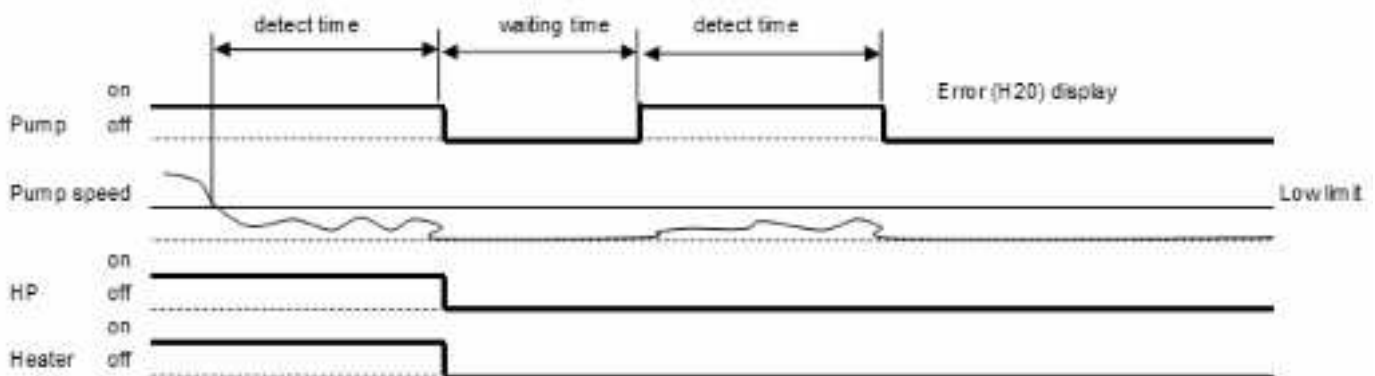 detect time waiting time detect time
on Error (H20) display
Pump off
Pump speed Low limit
on
HP off
on
Heater off